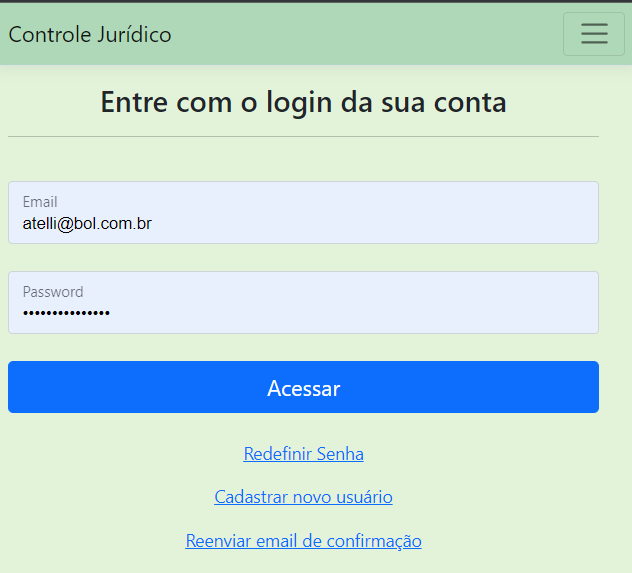 Controle Jurídico
Entre com o login da sua conta
Email
atelli@bol.com.br
Password
•••••••••••••••
Acessar
Redefinir Senha
Cadastrar novo usuário
Reenviar email de confirmação